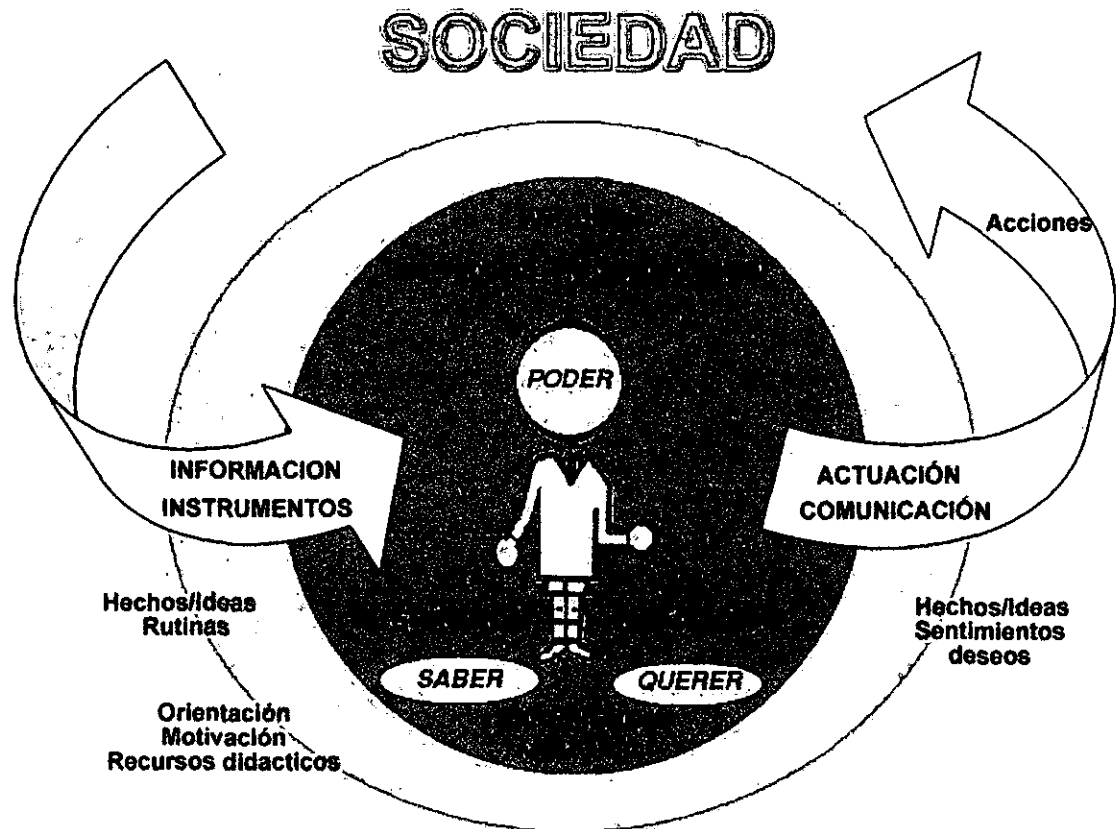 SOCIEDAD
Acciones
PODER
INFORMACION
INSTRUMENTOS
ACTUACIÓN
COMUNICACIÓN
Hechos/Ideas
Rutinas
Hechos/Ideas
Sentimientos
deseos
SABER
QUERER
Orientación
Motivación
Recursos didacticos